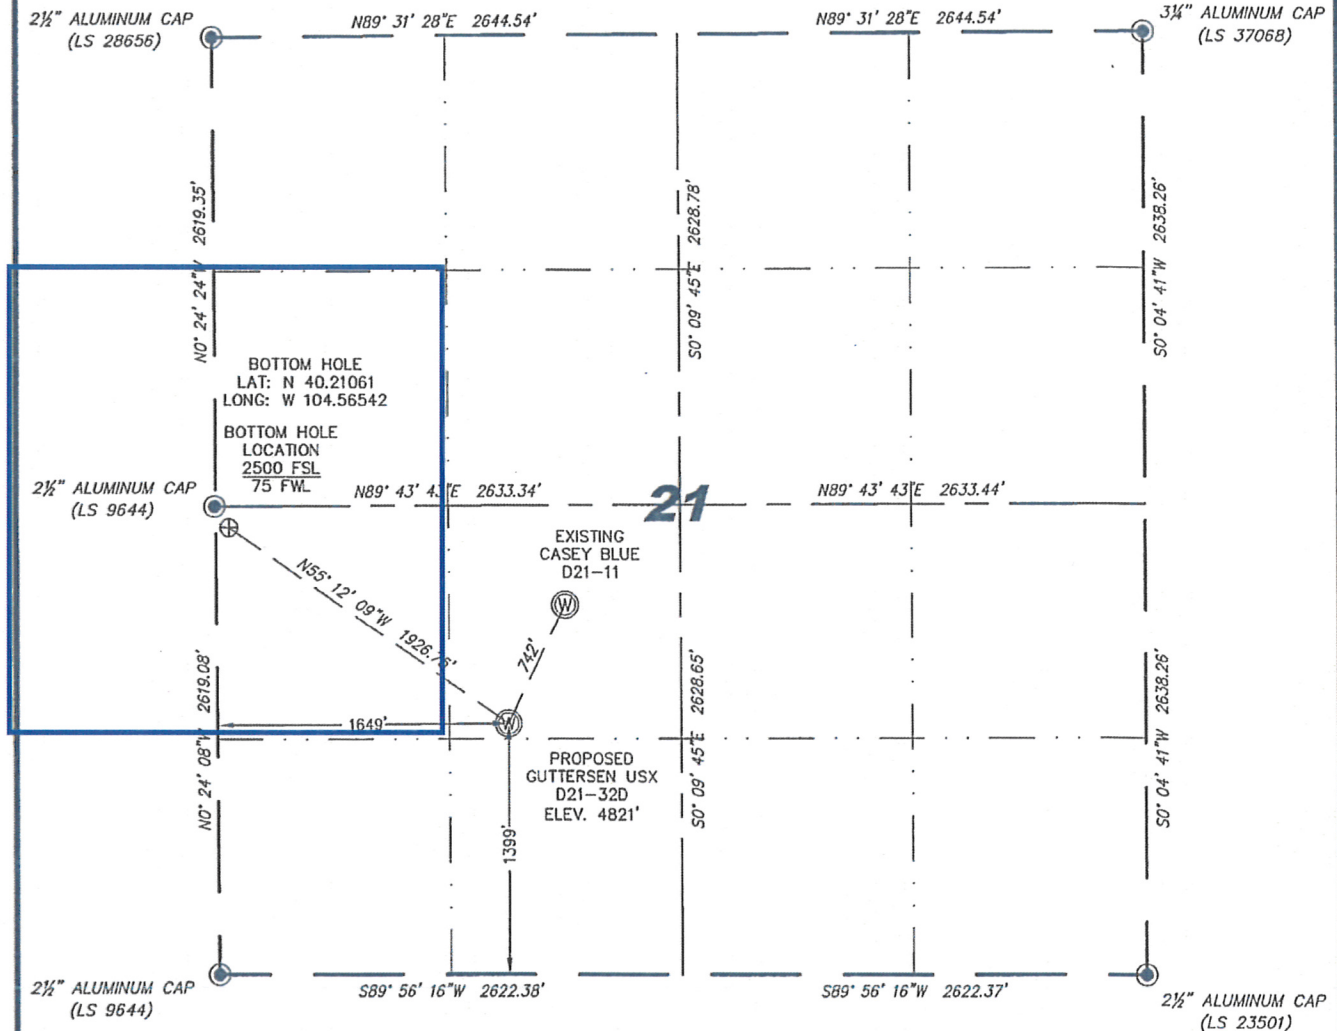 2½" ALUMINUM CAP
(LS 28656)
N89° 31' 28"E 2644.54'
N89° 31' 28"E 2644.54'
3¼" ALUMINUM CAP
(LS 37068)
N0° 24' 24"W 2619.35'
S0° 09' 45"E 2628.78'
S0° 04' 41"W 2638.26'
BOTTOM HOLE
LAT: N 40.21061
LONG: W 104.56542
BOTTOM HOLE
LOCATION
2500 FSL
75 FWL
2½" ALUMINUM CAP
(LS 9644)
N89° 43' 43"E 2633.34'
21
N89° 43' 43"E 2633.44'
EXISTING
CASEY BLUE
D21-11
W
N55° 12' 09"W 1926.76'
742'
1649'
W
PROPOSED
GUTTERSEN USX
D21-32D
ELEV. 4821'
1399'
N0° 24' 08"W 2619.08'
S0° 09' 45"E 2628.65'
S0° 04' 41"W 2638.26'
2½" ALUMINUM CAP
(LS 9644)
S89° 56' 16"W 2622.38'
S89° 56' 16"W 2622.37'
2½" ALUMINUM CAP
(LS 23501)